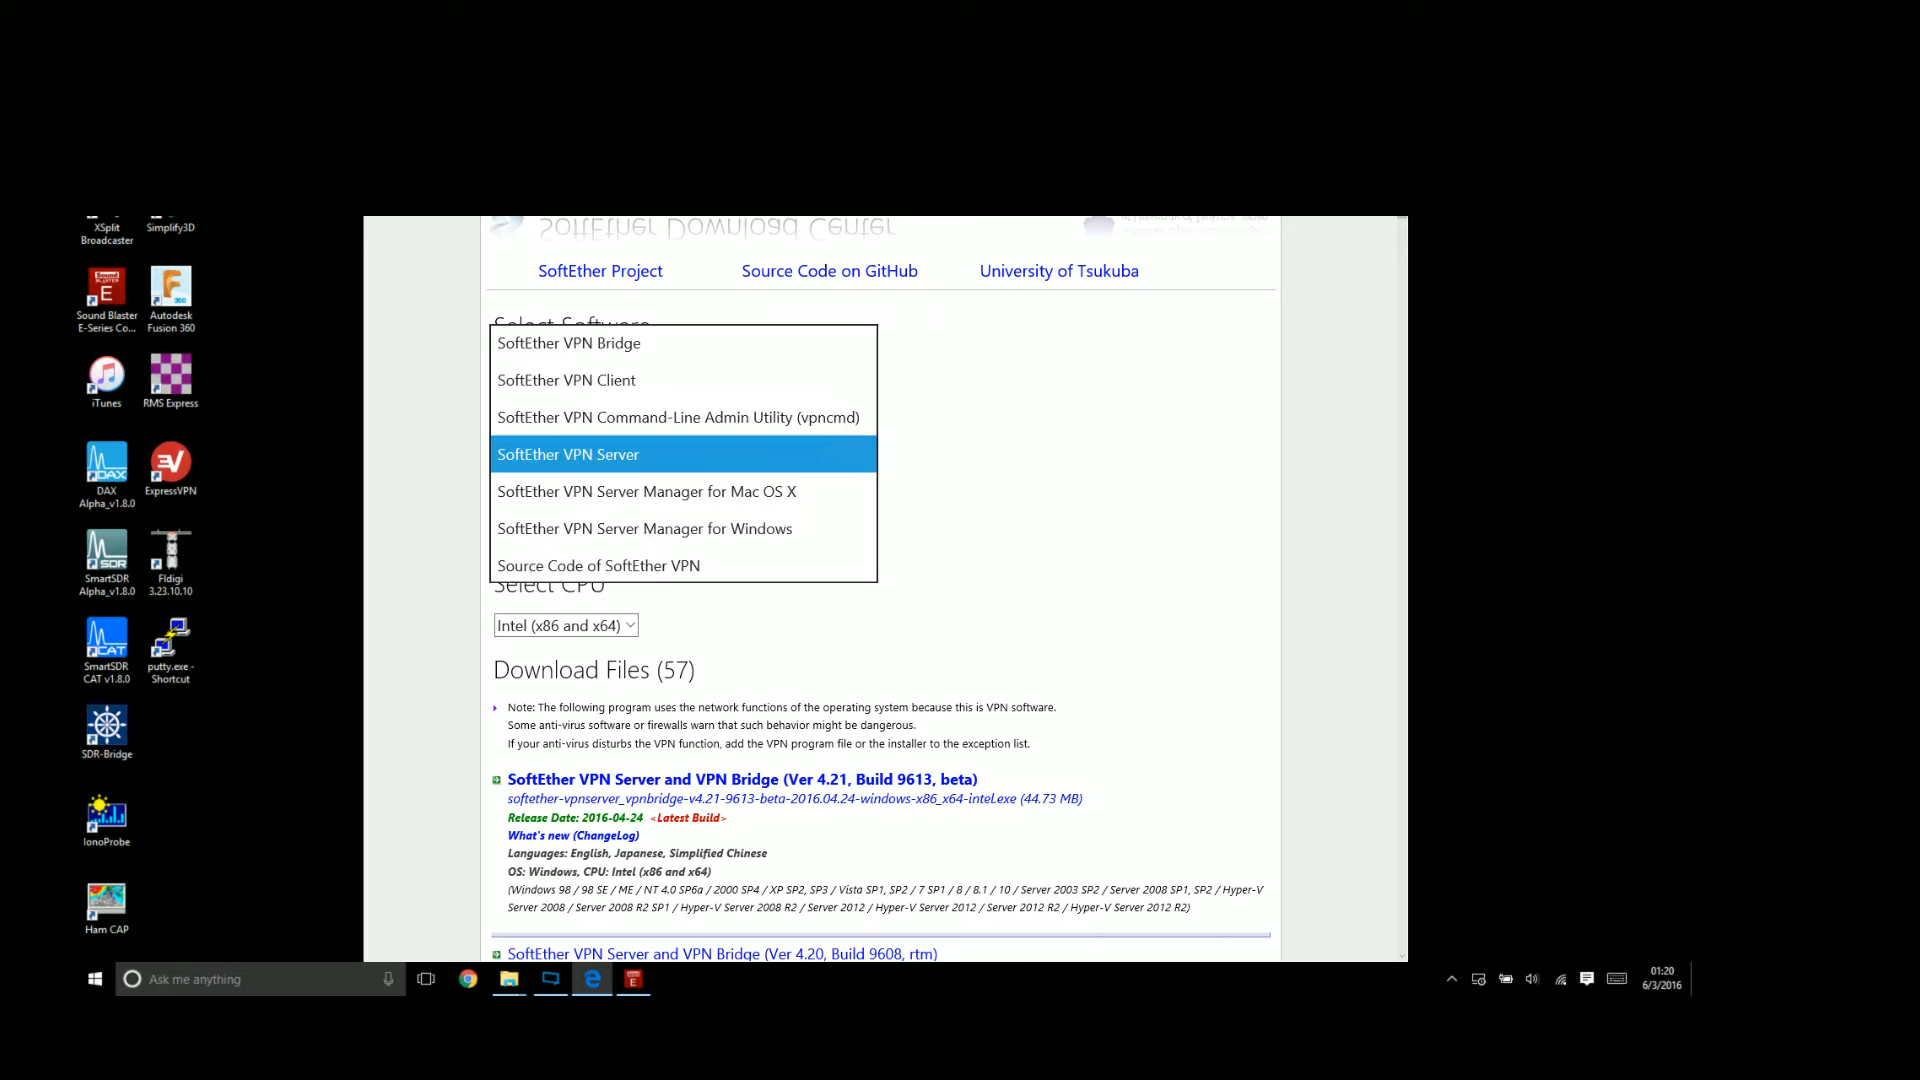 SoftEther Download Center
SoftEther Project
Source Code on GitHub
University of Tsukuba
Select Software
SoftEther VPN Bridge
SoftEther VPN Client
SoftEther VPN Command-Line Admin Utility (vpncmd)
SoftEther VPN Server
SoftEther VPN Server Manager for Mac OS X
SoftEther VPN Server Manager for Windows
Source Code of SoftEther VPN
Select CPU
Intel (x86 and x64)
Download Files (57)
Note: The following program uses the network functions of the operating system because this is VPN software.
Some anti-virus software or firewalls warn that such behavior might be dangerous.
If your anti-virus disturbs the VPN function, add the VPN program file or the installer to the exception list.
SoftEther VPN Server and VPN Bridge (Ver 4.21, Build 9613, beta)
softether-vpnserver_vpnbridge-v4.21-9613-beta-2016.04.24-windows-x86_x64-intel.exe (44.73 MB)
Release Date: 2016-04-24 <Latest Build>
What's new (ChangeLog)
Languages: English, Japanese, Simplified Chinese
OS: Windows, CPU: Intel (x86 and x64)
(Windows 98 / 98 SE / ME / NT 4.0 SP6a / 2000 SP4 / XP SP2, SP3 / Vista SP1, SP2 / 7 SP1 / 8 / 8.1 / 10 / Server 2003 SP2 / Server 2008 SP1, SP2 / Hyper-V
Server 2008 / Server 2008 R2 SP1 / Hyper-V Server 2008 R2 / Server 2012 / Hyper-V Server 2012 / Server 2012 R2 / Hyper-V Server 2012 R2)
SoftEther VPN Server and VPN Bridge (Ver 4.20, Build 9608, rtm)
XSplit
Broadcaster
Simplify3D
Sound BLASTER
E
Sound Blaster
E-Series Co...
360
Autodesk
Fusion 360
iTunes
RMS Express
DAX
DAX
Alpha_v1.8.0
ExpressVPN
SDR
SmartSDR
Alpha_v1.8.0
Fldigi
3.23.10.10
CAT
SmartSDR
CAT v1.8.0
putty.exe -
Shortcut
SDR-Bridge
IonoProbe
Ham CAP
Ask me anything
E
01:20
6/3/2016